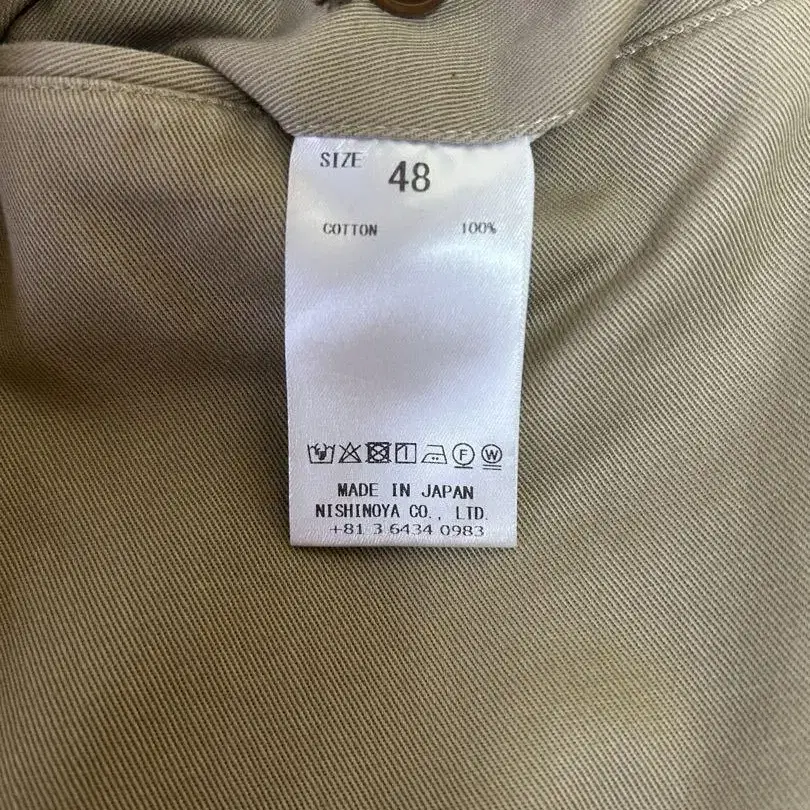 SIZE 48
COTTON 100%
F W
MADE IN JAPAN
NISHINOYA CO., LTD.
+81 3 6434 0983